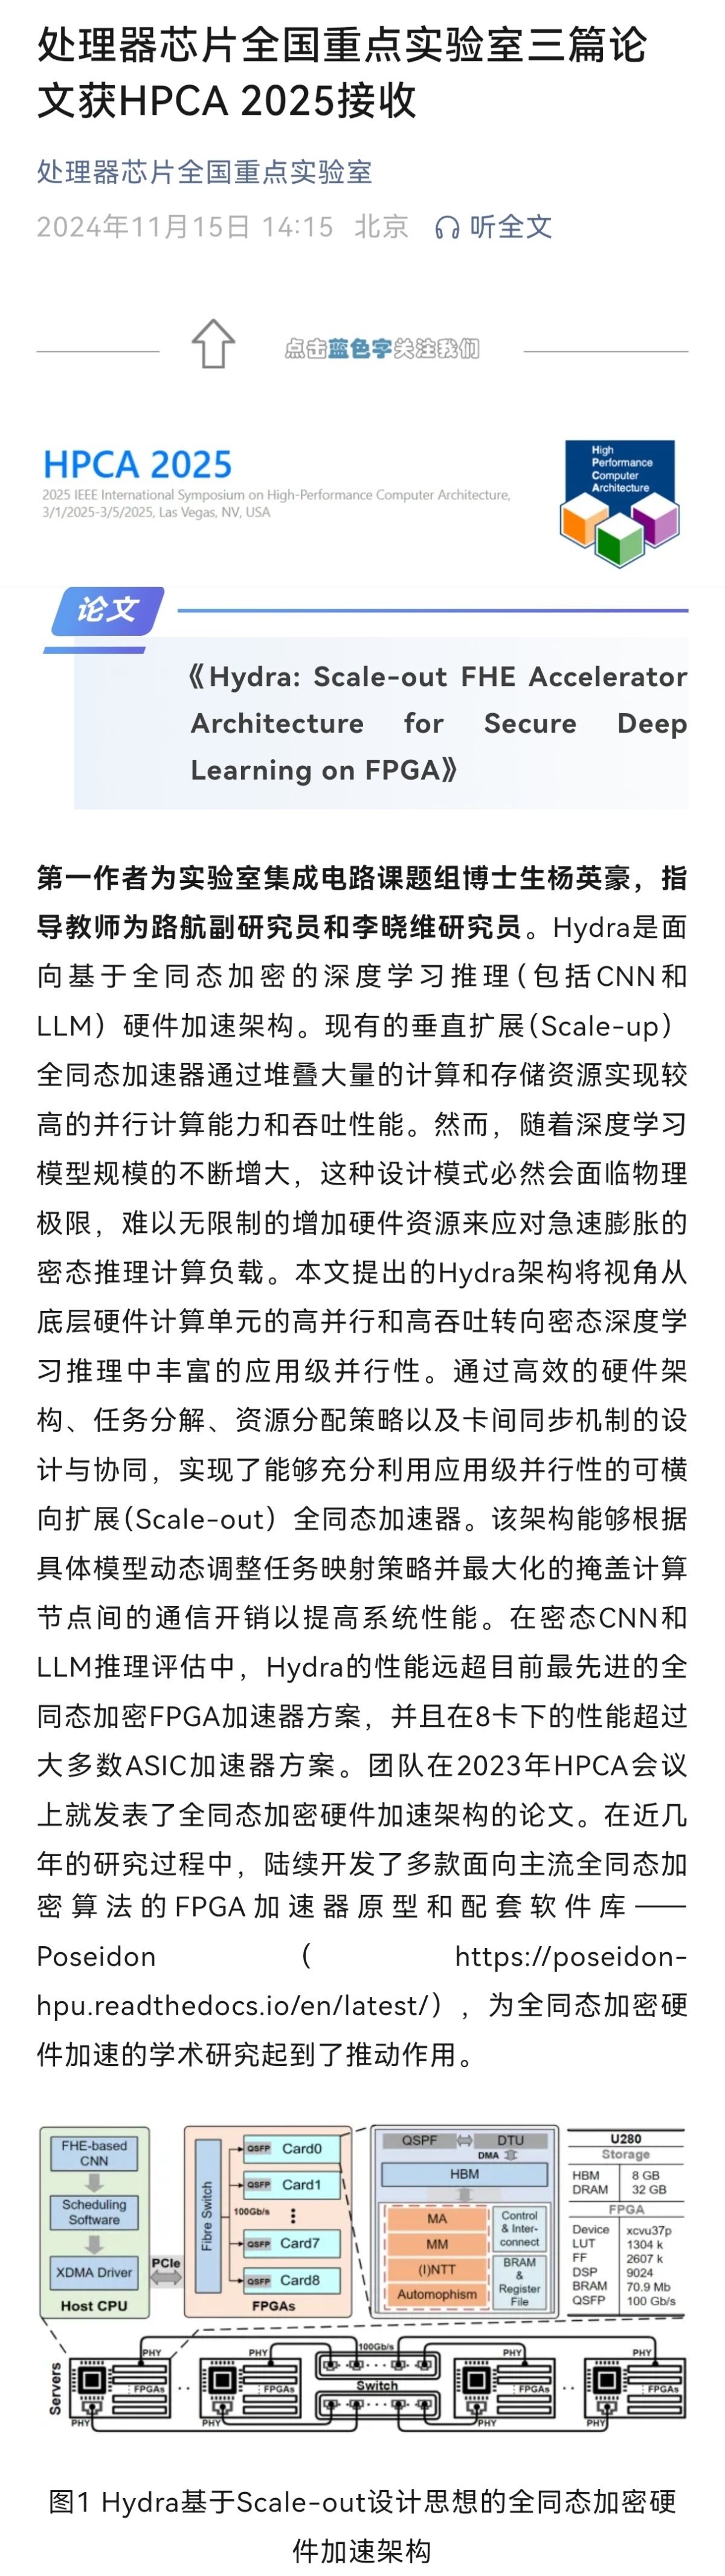 处理器芯片全国重点实验室三篇论
文获HPCA 2025接收
处理器芯片全国重点实验室
2024年11月15日 14:15 北京 听全文
点击蓝色字关注我们
HPCA 2025
2025 IEEE International Symposium on High-Performance Computer Architecture,
3/1/2025-3/5/2025, Las Vegas, NV, USA
High
Performance
Computer
Architecture
论文
《Hydra: Scale-out FHE Accelerator
Architecture for Secure Deep
Learning on FPGA》
第一作者为实验室集成电路课题组博士生杨英豪，指
导教师为路航副研究员和李晓维研究员。Hydra是面
向基于全同态加密的深度学习推理(包括CNN和
LLM）硬件加速架构。现有的垂直扩展(Scale-up）
全同态加速器通过堆叠大量的计算和存储资源实现较
高的并行计算能力和吞吐性能。然而，随着深度学习
模型规模的不断增大，这种设计模式必然会面临物理
极限，难以无限制的增加硬件资源来应对急速膨胀的
密态推理计算负载。本文提出的Hydra架构将视角从
底层硬件计算单元的高并行和高吞吐转向密态深度学
习推理中丰富的应用级并行性。通过高效的硬件架
构、任务分解、资源分配策略以及卡间同步机制的设
计与协同，实现了能够充分利用应用级并行性的可横
向扩展(Scale-out）全同态加速器。该架构能够根据
具体模型动态调整任务映射策略并最大化的掩盖计算
节点间的通信开销以提高系统性能。在密态CNN和
LLM推理评估中，Hydra的性能远超目前最先进的全
同态加密FPGA加速器方案，并且在8卡下的性能超过
大多数ASIC加速器方案。团队在2023年HPCA会议
上就发表了全同态加密硬件加速架构的论文。在近几
年的研究过程中，陆续开发了多款面向主流全同态加
密算法的FPGA加速器原型和配套软件库——
Poseidon ( https://poseidon-
hpu.readthedocs.io/en/latest/），为全同态加密硬
件加速的学术研究起到了推动作用。
FHE-based
CNN
Scheduling
Software
XDMA Driver
Host CPU
PCIe
Fibre Switch
100Gb/s
QSFP Card0
QSFP Card1
QSFP Card7
QSFP Card8
FPGAs
QSPF DTU
DMA
HBM
MA
MM
(I)NTT
Automophism
Control
& Inter-
connect
BRAM
&
Register
File
U280
Storage
HBM 8 GB
DRAM 32 GB
FPGA
Device xcvu37p
LUT 1304 k
FF 2607 k
DSP 9024
BRAM 70.9 Mb
QSFP 100 Gb/s
Servers
PHY PHY 100Gb/s PHY PHY
FPGAs FPGAs Switch FPGAs FPGAs
PHY PHY PHY PHY
图1 Hydra基于Scale-out设计思想的全同态加密硬
件加速架构